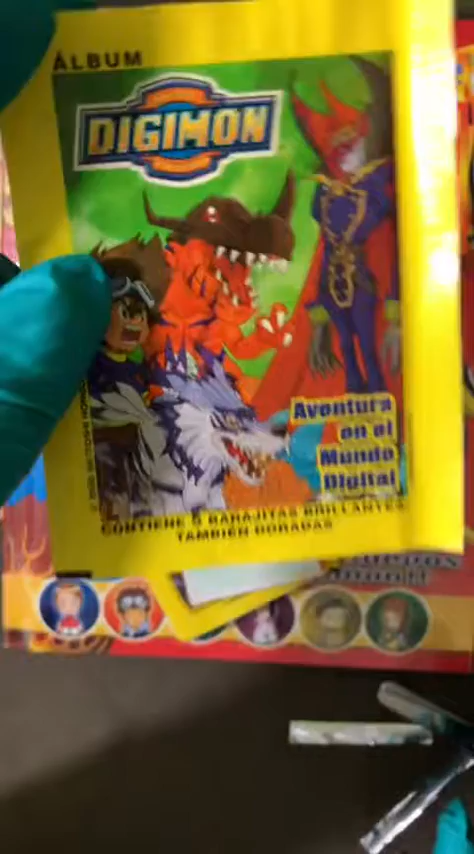 ÁLBUM
DIGIMON
Aventura
en el
Mundo
Digital
CONTIENE 5 BARAJITAS BRILLANTES
TAMBIÉN DORADAS